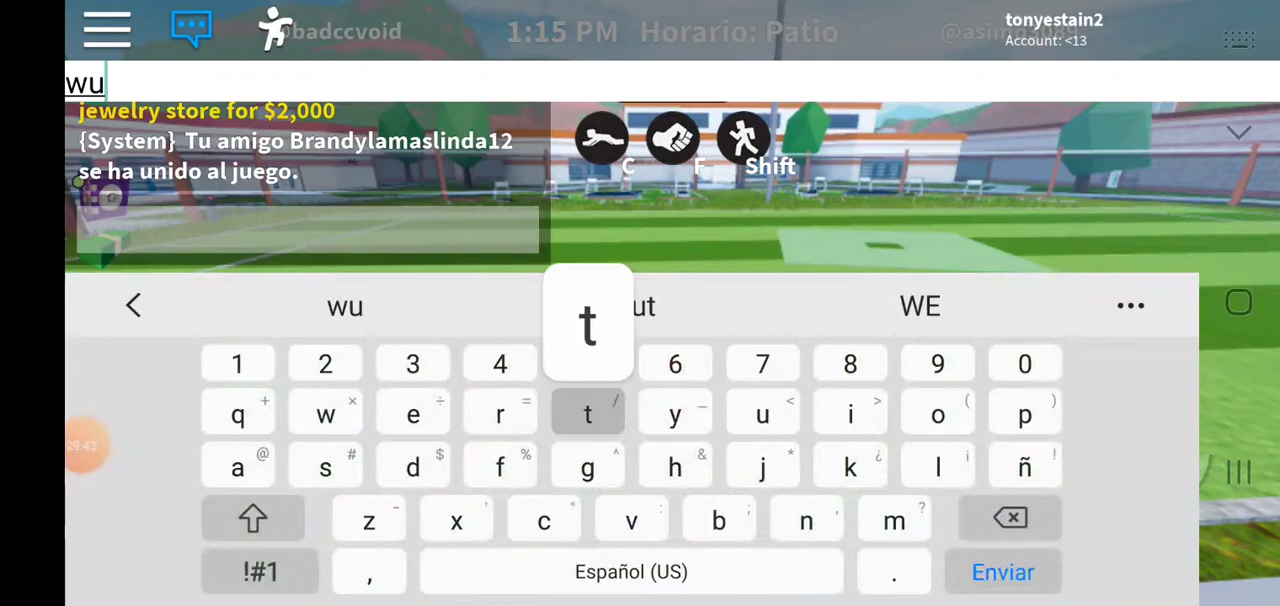 @badccvoid 1:15 PM Horario: Patio
tonyestain2
Account: <13
wu
jewelry store for $2,000
{System} Tu amigo Brandylamaslinda12
se ha unido al juego.
C F Shift
wu ut WE •••
t
1 2 3 4 6 7 8 9 0
q + w × e ÷ r = t / y _ u < i > o ( p )
a @ s # d $ f % g ^ h & j * k ¿ l ¡ ñ !
z - x ' c " v : b ; n , m ?
!#1 , Español (US) . Enviar
29:43